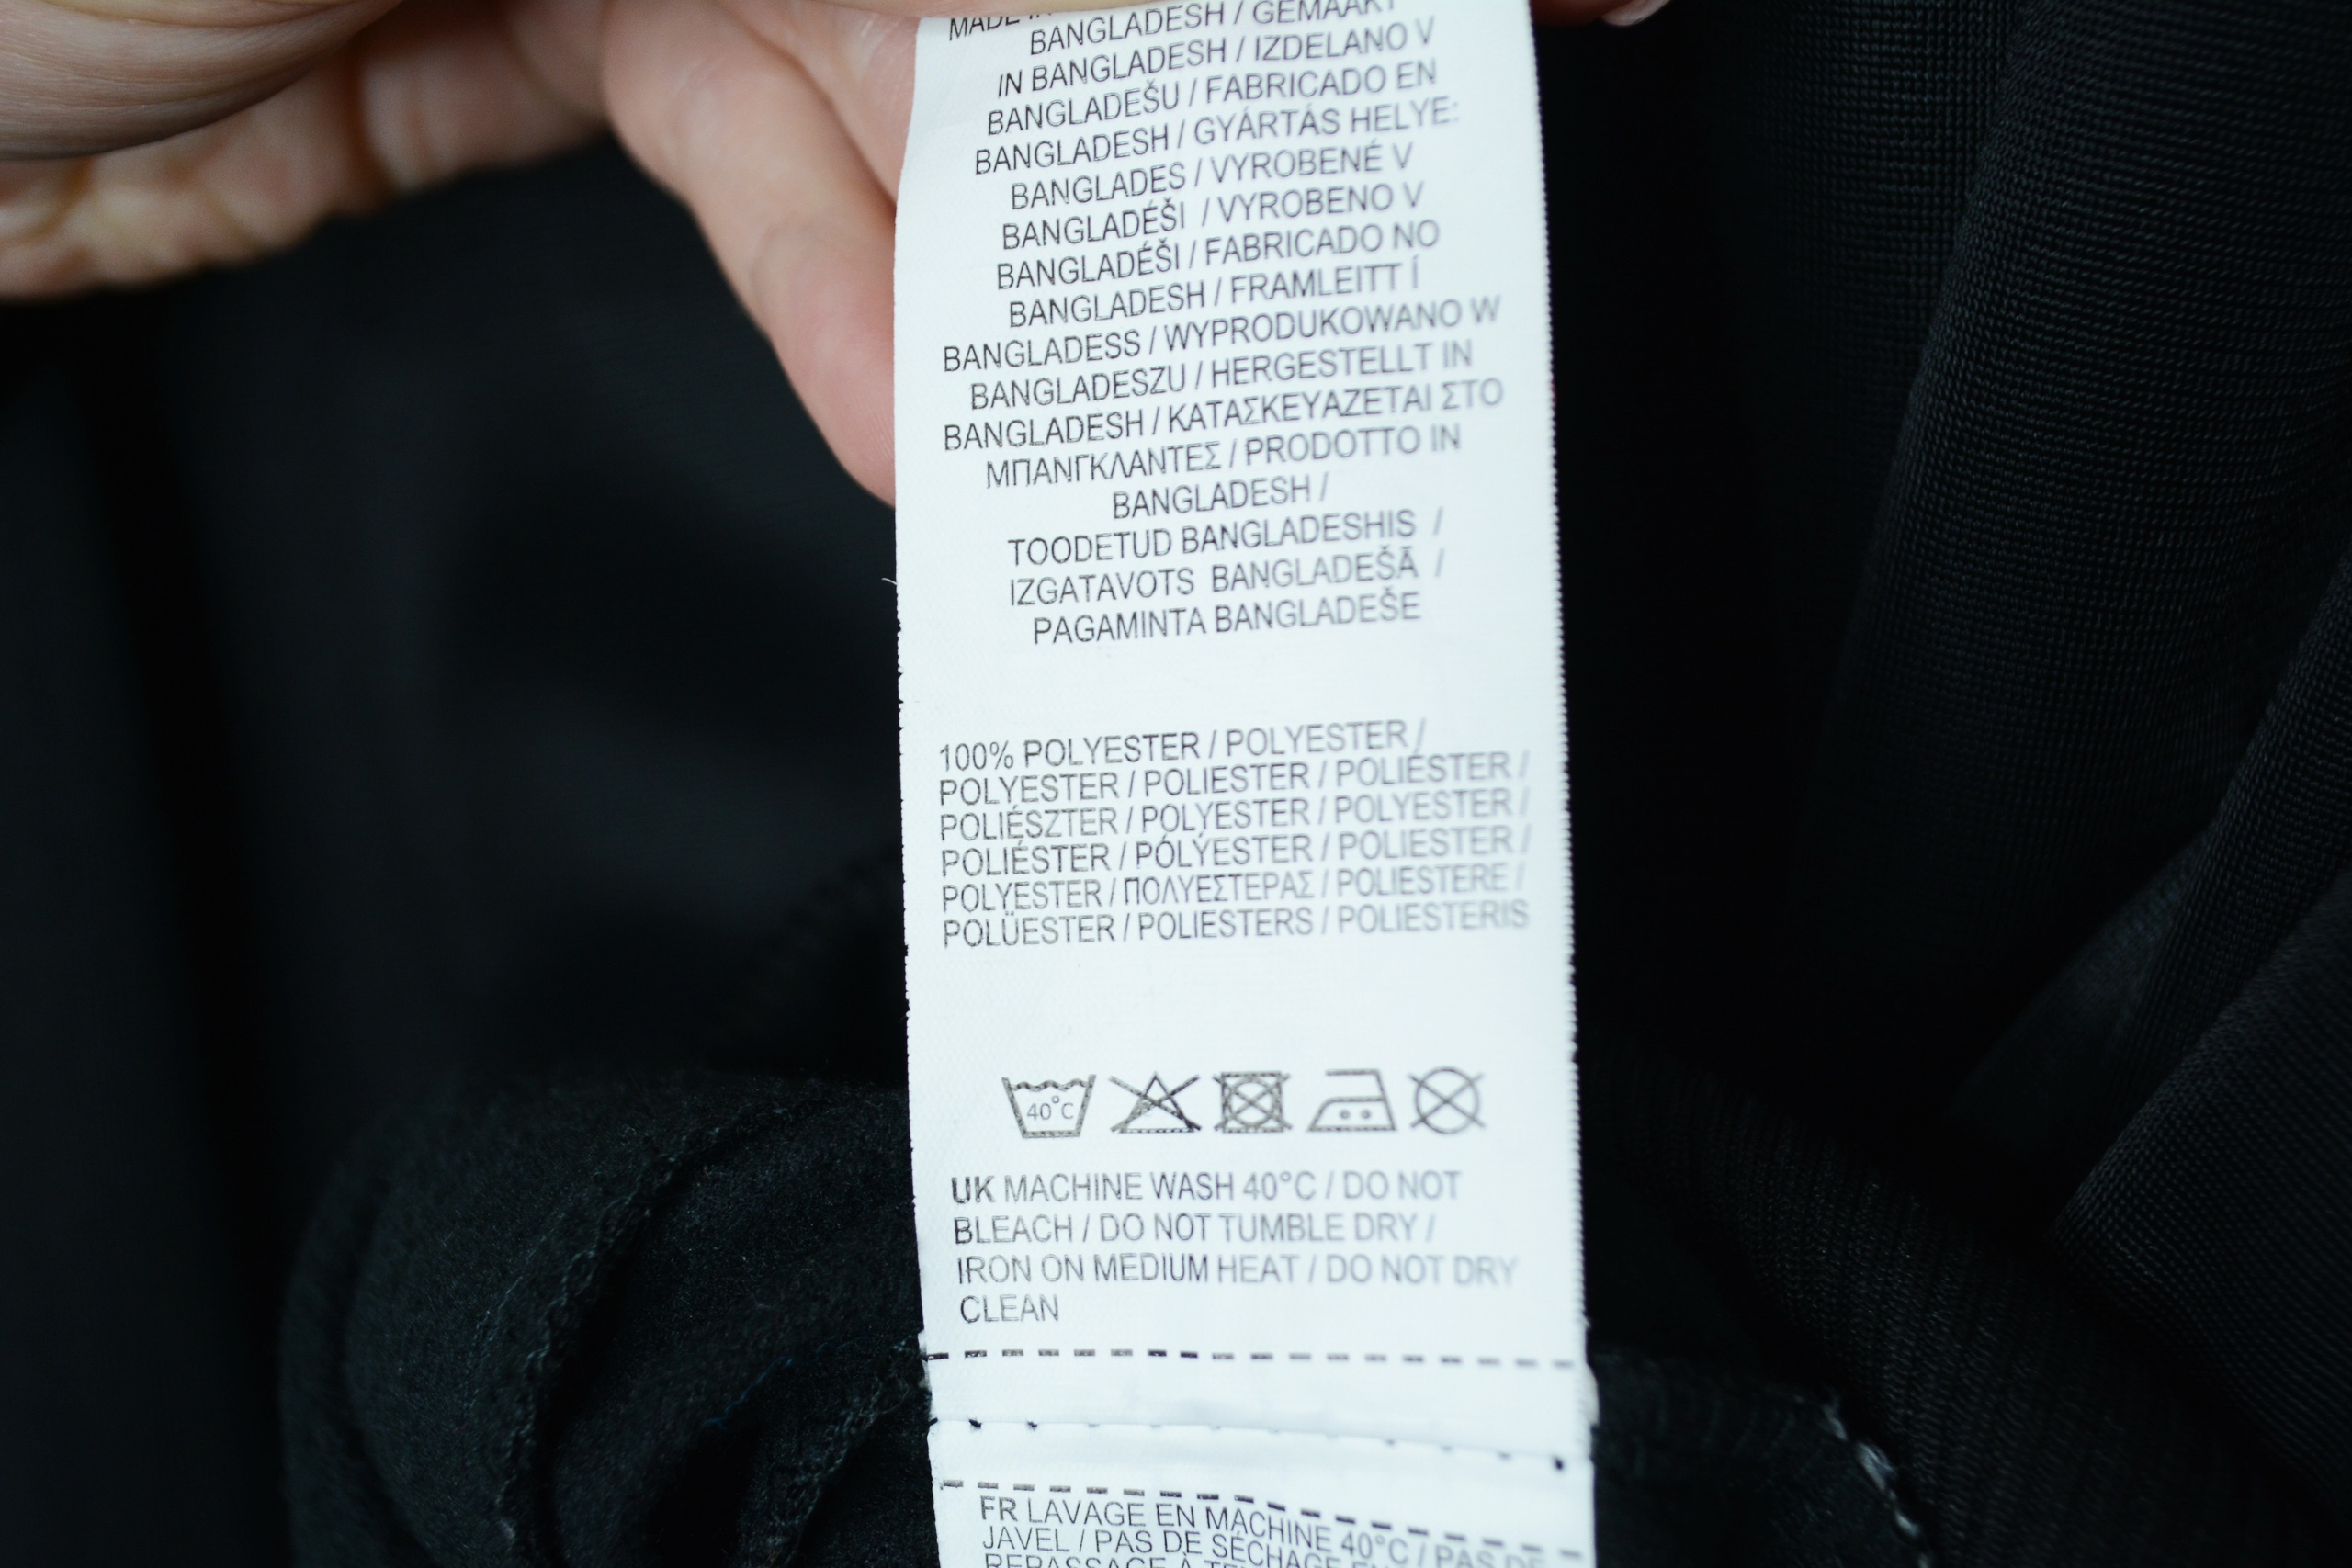 MADE IN
BANGLADESH / GEMAAKT
IN BANGLADESH / IZDELANO V
BANGLADEŠU / FABRICADO EN
BANGLADESH / GYÁRTÁS HELYE:
BANGLADES / VYROBENÉ V
BANGLADÉŠI / VYROBENO V
BANGLADÉŠI / FABRICADO NO
BANGLADESH / FRAMLEITT Í
BANGLADESS / WYPRODUKOWANO W
BANGLADESZU / HERGESTELLT IN
BANGLADESH / ΚΑΤΑΣΚΕΥΑΖΕΤΑΙ ΣΤΟ
ΜΠΑΝΓΚΛΑΝΤΕΣ / PRODOTTO IN
BANGLADESH /
TOODETUD BANGLADESHIS /
IZGATAVOTS BANGLADEŠĀ /
PAGAMINTA BANGLADEŠE
100% POLYESTER / POLYESTER /
POLYESTER / POLIESTER / POLIÉSTER /
POLIÉSZTER / POLYESTER / POLYESTER /
POLIÉSTER / PÓLÝESTER / POLIESTER /
POLYESTER / ΠΟΛΥΕΣΤΕΡΑΣ / POLIESTERE /
POLÜESTER / POLIESTERS / POLIESTERIS
40°C
UK MACHINE WASH 40°C / DO NOT
BLEACH / DO NOT TUMBLE DRY /
IRON ON MEDIUM HEAT / DO NOT DRY
CLEAN
FR LAVAGE EN MACHINE 40°C / PAS DE
JAVEL / PAS DE SÉCHAGE
REPASSAGE À